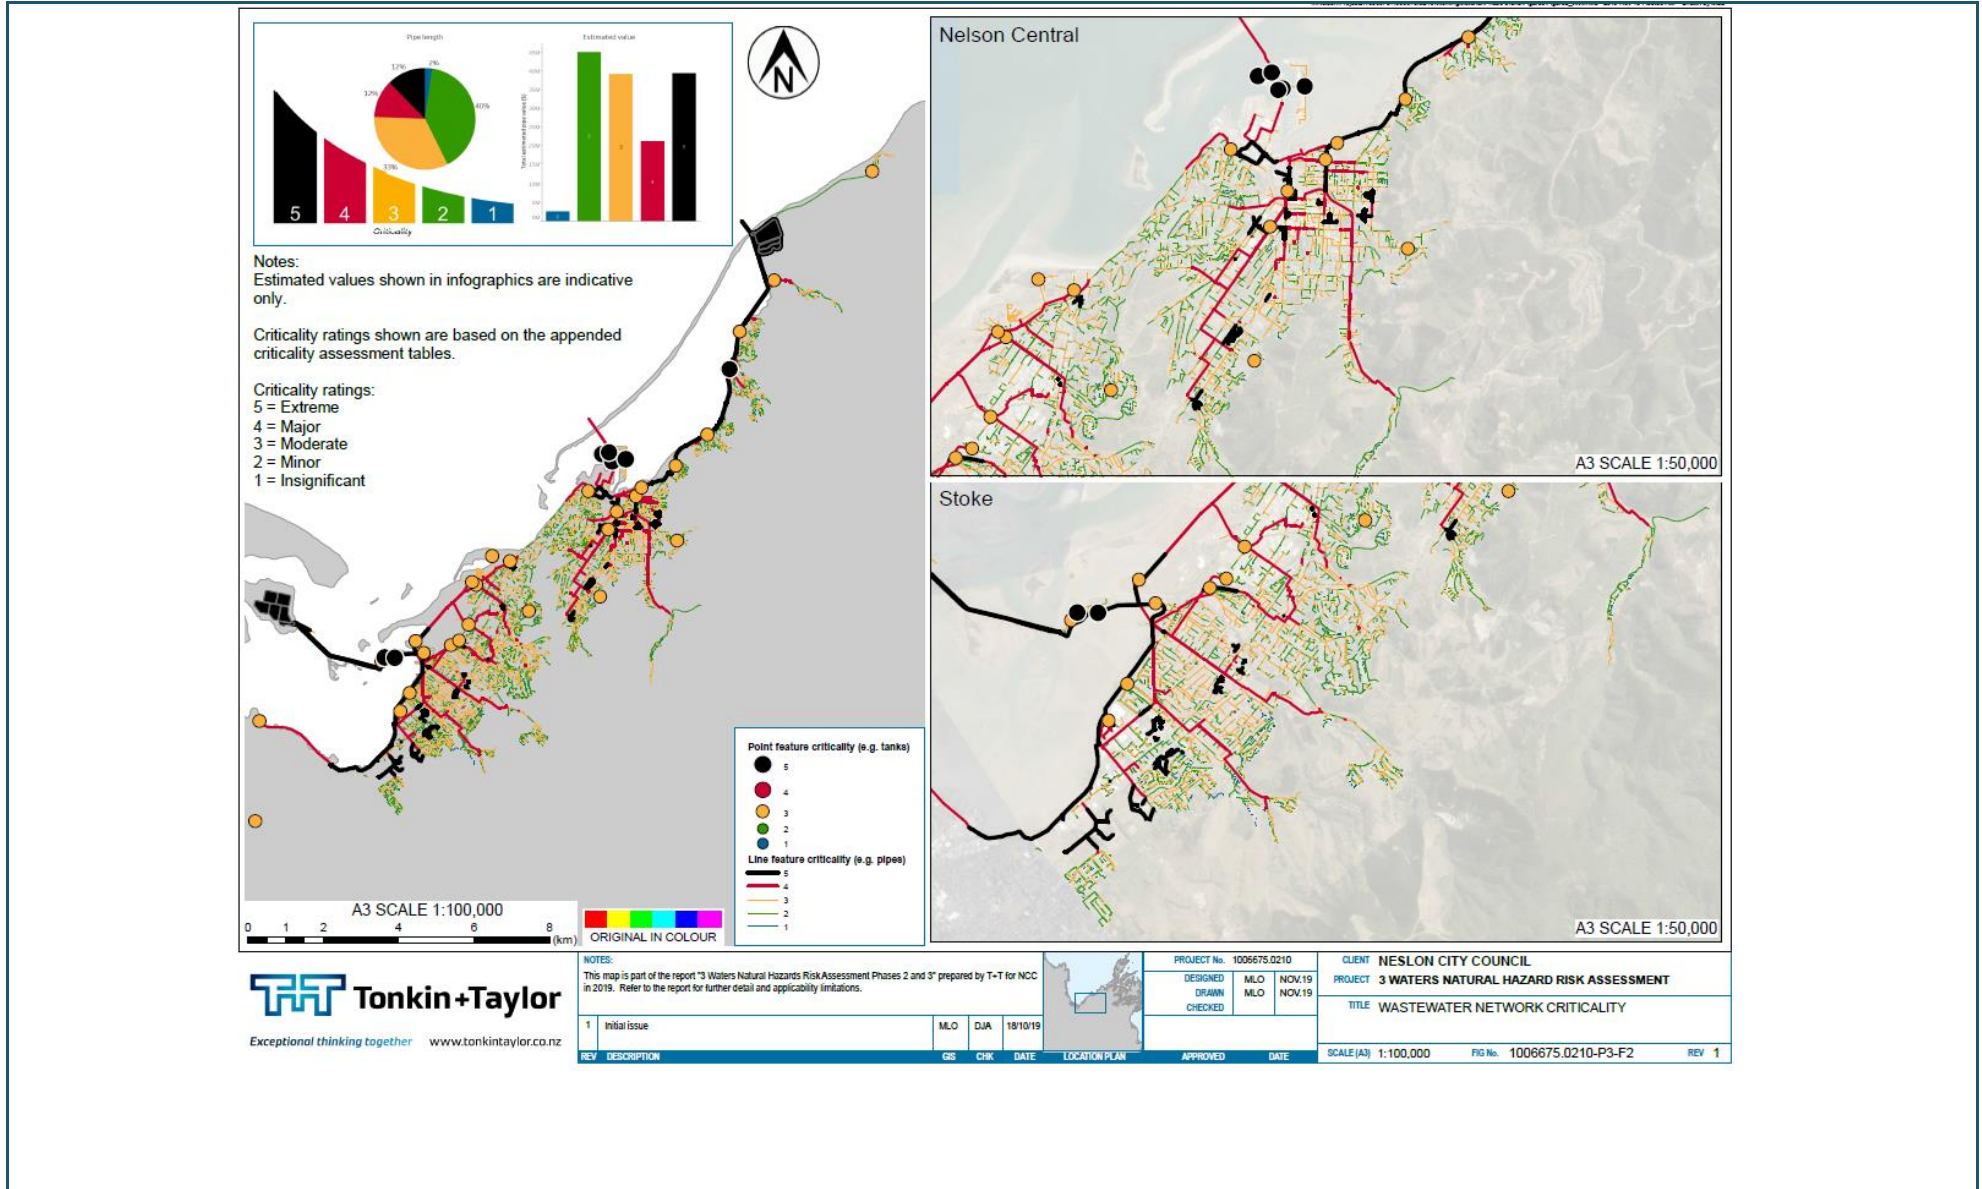 Pipe length
12%
2%
12%
40%
33%
5
4
3
2
1
Criticality
Estimated value
N
Notes:
Estimated values shown in infographics are indicative
only.
Criticality ratings shown are based on the appended
criticality assessment tables.
Criticality ratings:
5 = Extreme
4 = Major
3 = Moderate
2 = Minor
1 = Insignificant
Point feature criticality (e.g. tanks)
5
4
3
2
1
Line feature criticality (e.g. pipes)
5
4
3
2
1
A3 SCALE 1:100,000
0 1 2 4 6 8
(km)
ORIGINAL IN COLOUR
Nelson Central
A3 SCALE 1:50,000
Stoke
A3 SCALE 1:50,000
Tonkin+Taylor
Exceptional thinking together www.tonkintaylor.co.nz
NOTES:
This map is part of the report "3 Waters Natural Hazards Risk Assessment Phases 2 and 3" prepared by T+T for NCC
in 2019. Refer to the report for further detail and applicability limitations.
1 Initial issue MLO DJA 18/10/19
REV DESCRIPTION GIS CHK DATE
LOCATION PLAN
PROJECT No. 1006675.0210
DESIGNED MLO NOV.19
DRAWN MLO NOV.19
CHECKED
APPROVED DATE
CLIENT NESLON CITY COUNCIL
PROJECT 3 WATERS NATURAL HAZARD RISK ASSESSMENT
TITLE WASTEWATER NETWORK CRITICALITY
SCALE (A3) 1:100,000 FIG No. 1006675.0210-P3-F2 REV 1